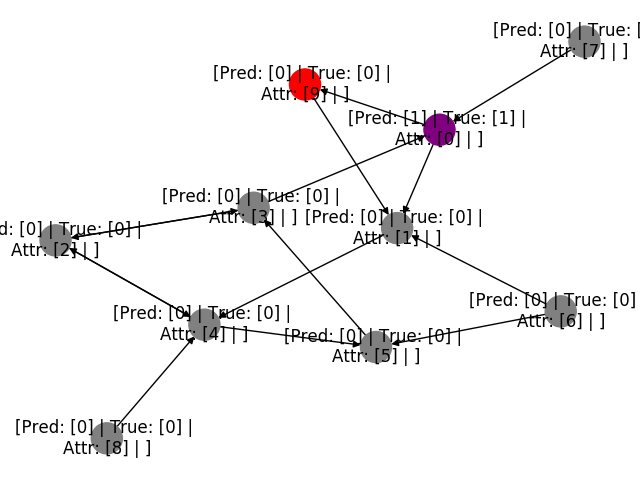 [Pred: [0] | True: [
Attr: [7] | ]
[Pred: [0] | True: [0] |
Attr: [9] | ]
[Pred: [1] | True: [1] |
Attr: [0] | ]
[Pred: [0] | True: [0] |
Attr: [3] | ]
[Pred: [0] | True: [0] |
Attr: [1] | ]
d: [0] | True: [0] |
Attr: [2] | ]
[Pred: [0] | True: [0]
Attr: [6] | ]
[Pred: [0] | True: [0] |
Attr: [4] | ]
[Pred: [0] | True: [0] |
Attr: [5] | ]
[Pred: [0] | True: [0] |
Attr: [8] | ]